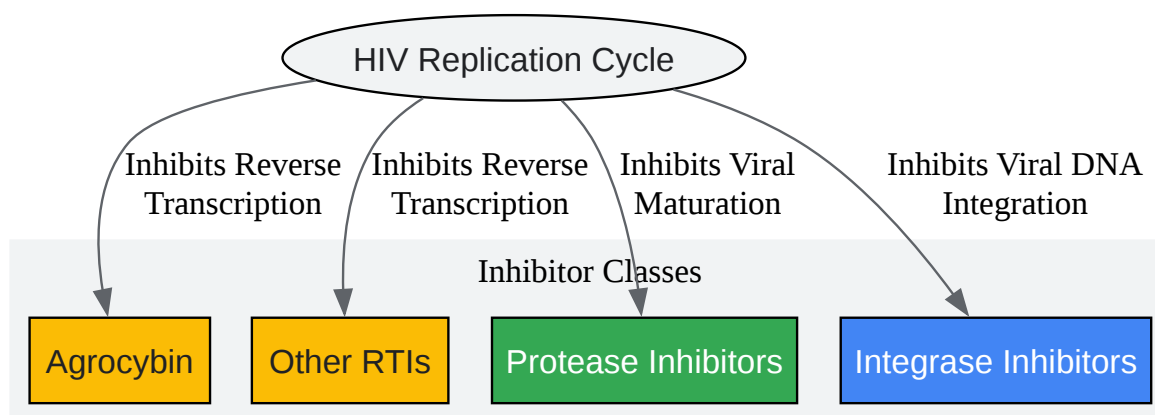 HIV Replication Cycle
Inhibits Reverse
Transcription
Inhibits Reverse
Transcription
Inhibits Viral
Maturation
Inhibits Viral DNA
Integration
Inhibitor Classes
Agrocybin
Other RTIs
Protease Inhibitors
Integrase Inhibitors